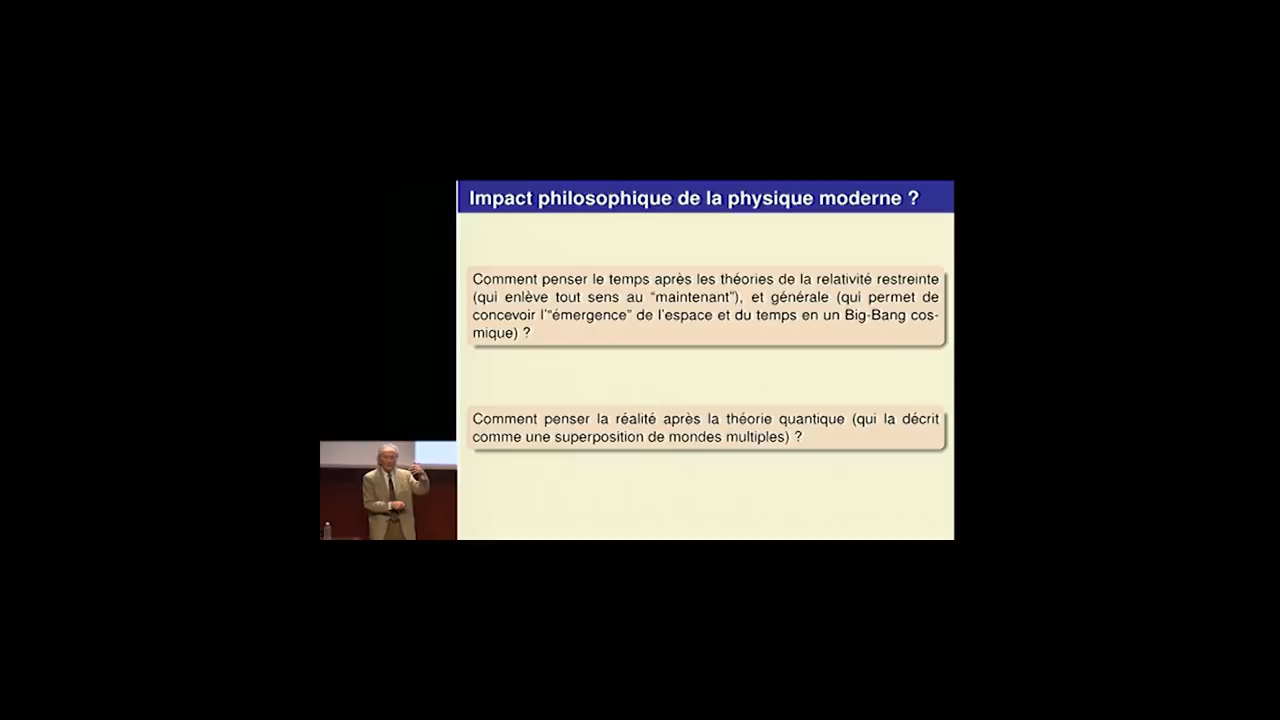 Impact philosophique de la physique moderne ?
Comment penser le temps après les théories de la relativité restreinte
(qui enlève tout sens au “maintenant”), et générale (qui permet de
concevoir l’“émergence” de l’espace et du temps en un Big-Bang cos-
mique) ?
Comment penser la réalité après la théorie quantique (qui la décrit
comme une superposition de mondes multiples) ?